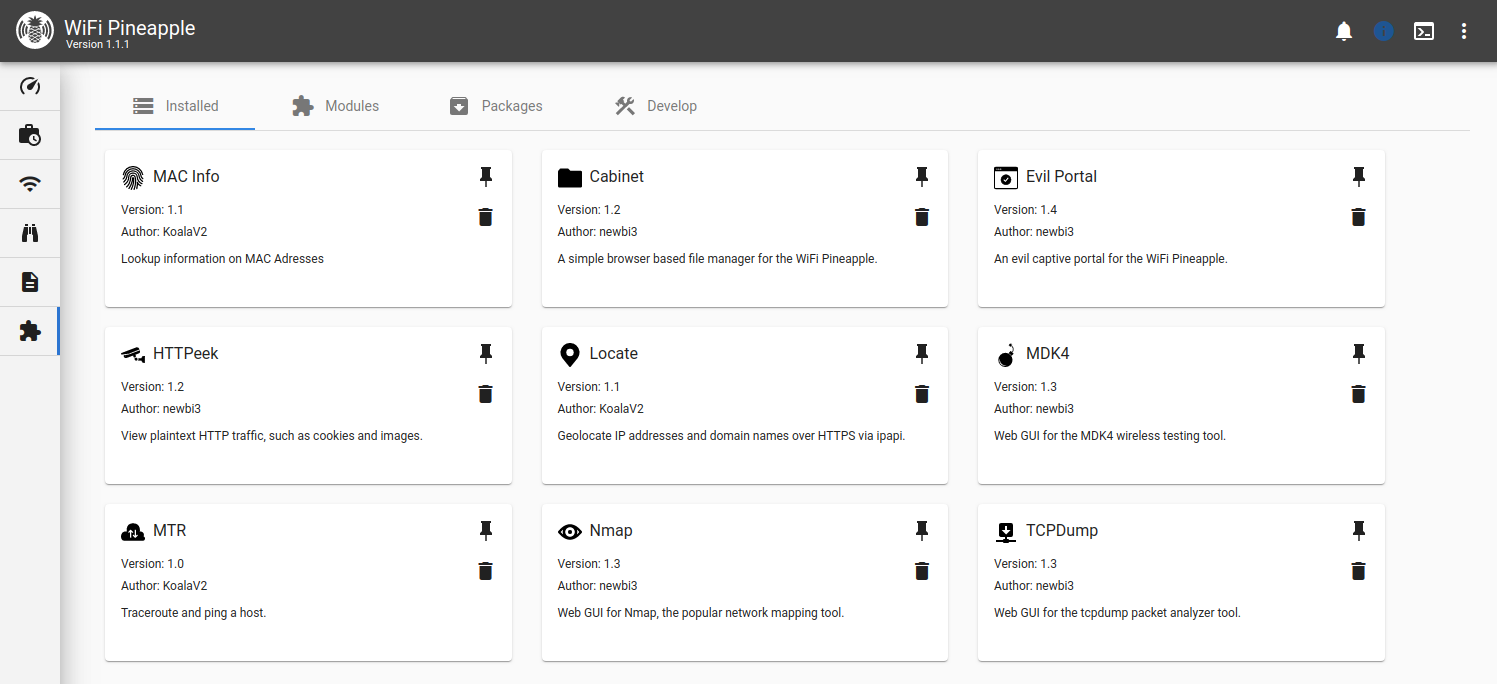 WiFi Pineapple
Version 1.1.1
Installed
Modules
Packages
Develop
MAC Info
Version: 1.1
Author: KoalaV2
Lookup information on MAC Adresses
Cabinet
Version: 1.2
Author: newbi3
A simple browser based file manager for the WiFi Pineapple.
Evil Portal
Version: 1.4
Author: newbi3
An evil captive portal for the WiFi Pineapple.
HTTPeek
Version: 1.2
Author: newbi3
View plaintext HTTP traffic, such as cookies and images.
Locate
Version: 1.1
Author: KoalaV2
Geolocate IP addresses and domain names over HTTPS via ipapi.
MDK4
Version: 1.3
Author: newbi3
Web GUI for the MDK4 wireless testing tool.
MTR
Version: 1.0
Author: KoalaV2
Traceroute and ping a host.
Nmap
Version: 1.3
Author: newbi3
Web GUI for Nmap, the popular network mapping tool.
TCPDump
Version: 1.3
Author: newbi3
Web GUI for the tcpdump packet analyzer tool.